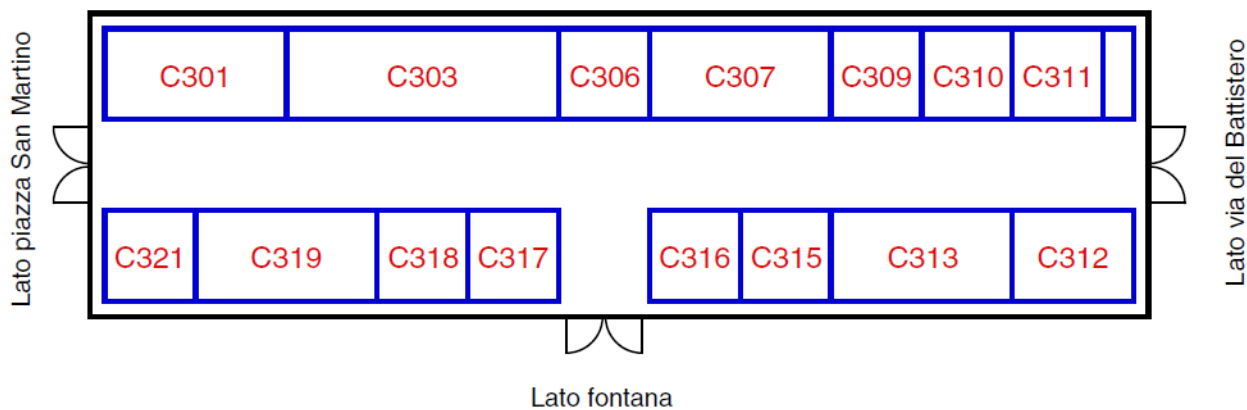 Lato piazza San Martino
C301 C303 C306 C307 C309 C310 C311
Lato via del Battistero
C321 C319 C318 C317 C316 C315 C313 C312
Lato fontana